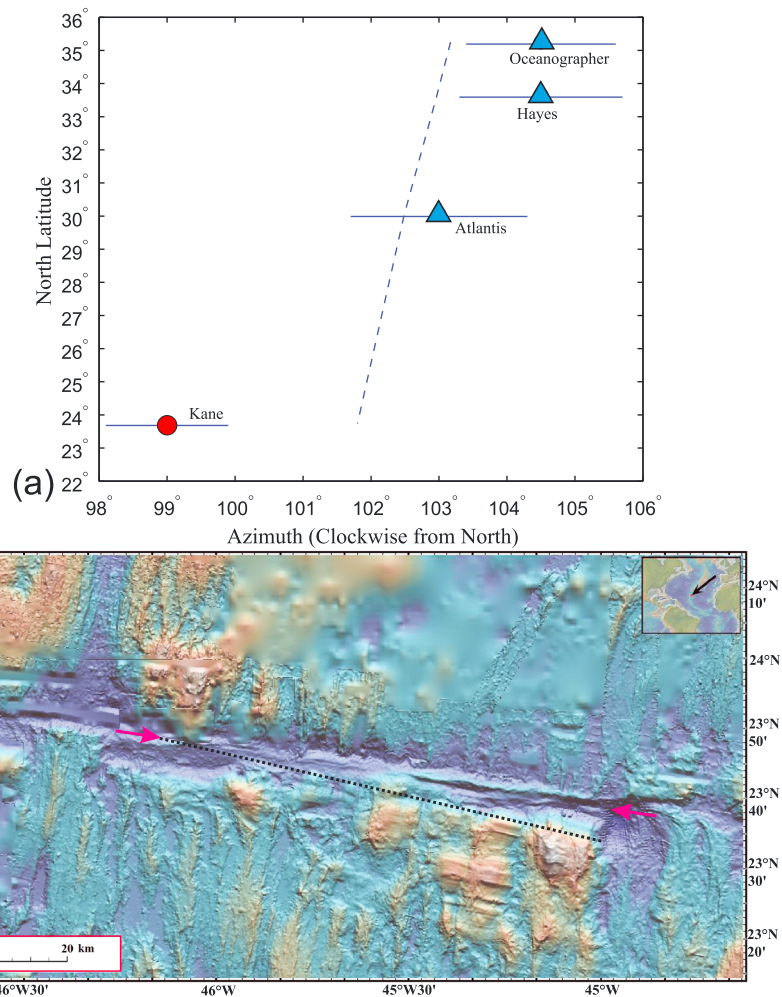 36°
35°
Oceanographer
34°
Hayes
33°
32°
31°
30°
Atlantis
29°
28°
27°
26°
25°
24°
Kane
23°
22°
North Latitude
(a)
98° 99° 100° 101° 102° 103° 104° 105° 106°
Azimuth (Clockwise from North)
24°N
10'
24°N
23°N
50'
23°N
40'
23°N
30'
23°N
20'
20 km
46°W30' 46°W 45°W30' 45°W